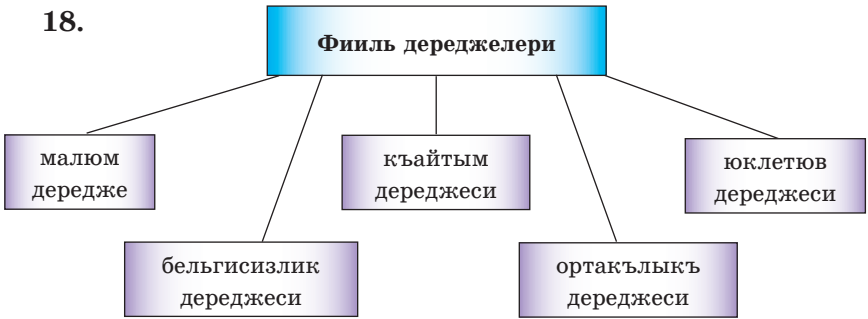 18.
Фииль дереджелери
малюм
дередже
къайтым
дереджеси
юклетюв
дереджеси
бельгисизлик
дереджеси
ортакълыкъ
дереджеси